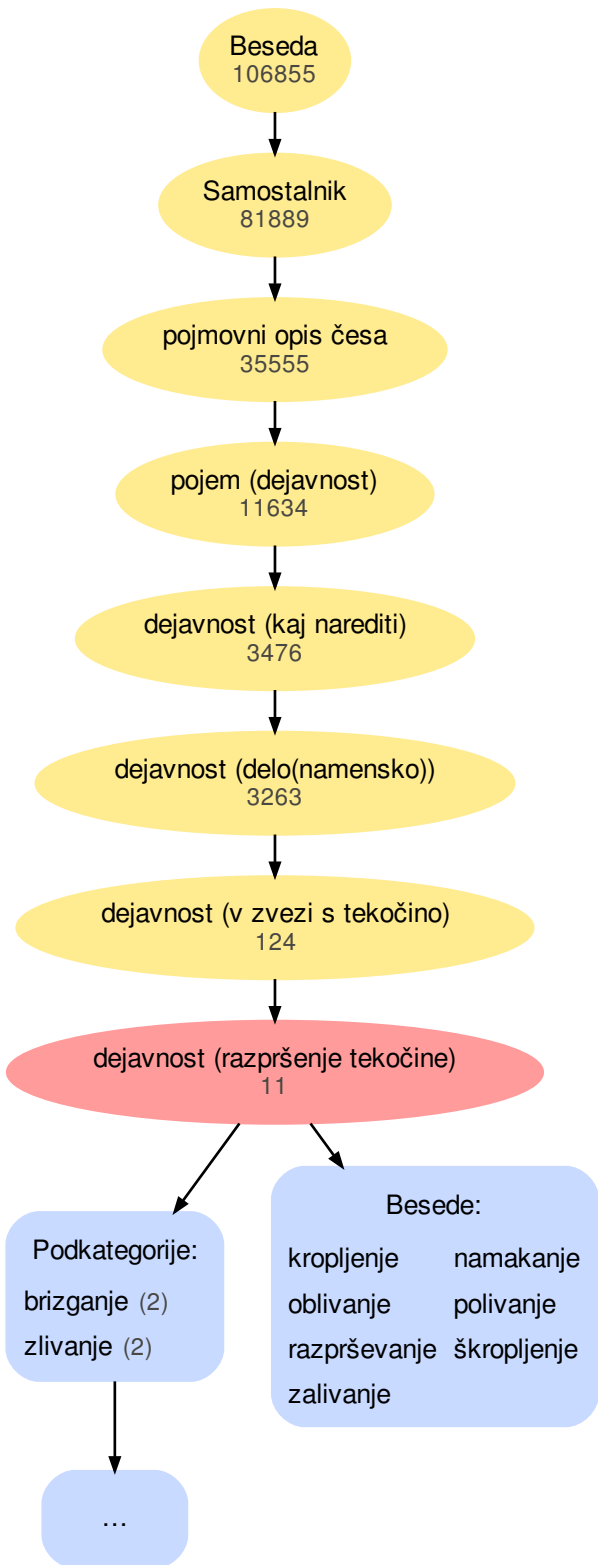 Beseda
106855
Samostalnik
81889
pojmovni opis česa
35555
pojem (dejavnost)
11634
dejavnost (kaj narediti)
3476
dejavnost (delo(namensko))
3263
dejavnost (v zvezi s tekočino)
124
dejavnost (razpršenje tekočine)
11
Podkategorije:
brizganje (2)
zlivanje (2)
...
Besede:
kropljenje namakanje
oblivanje polivanje
razprševanje škropljenje
zalivanje